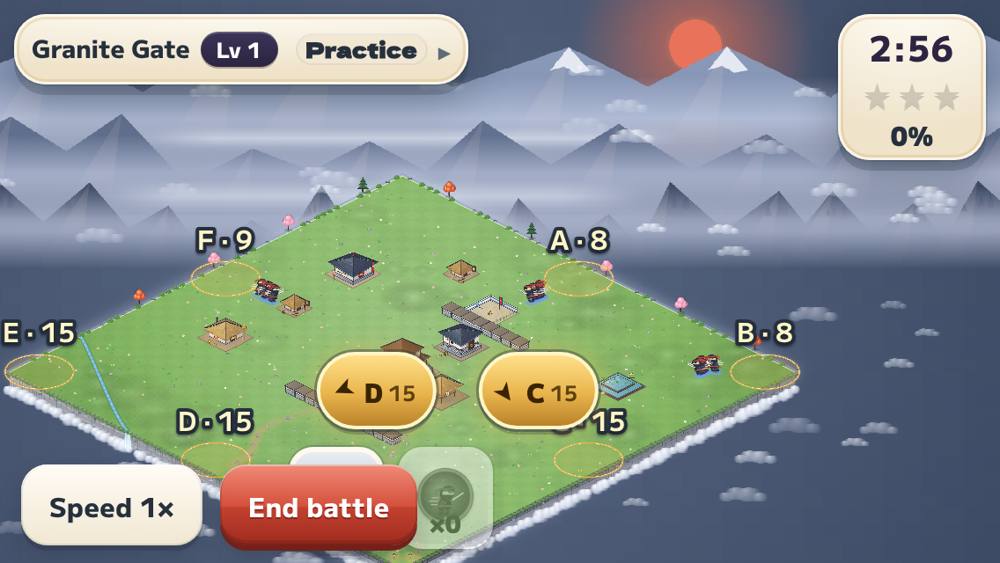 Granite Gate Lv 1 Practice
2:56
0%
F·9
A·8
E·15
B·8
D 15
C 15
D·15
15
Speed 1×
End battle
×0